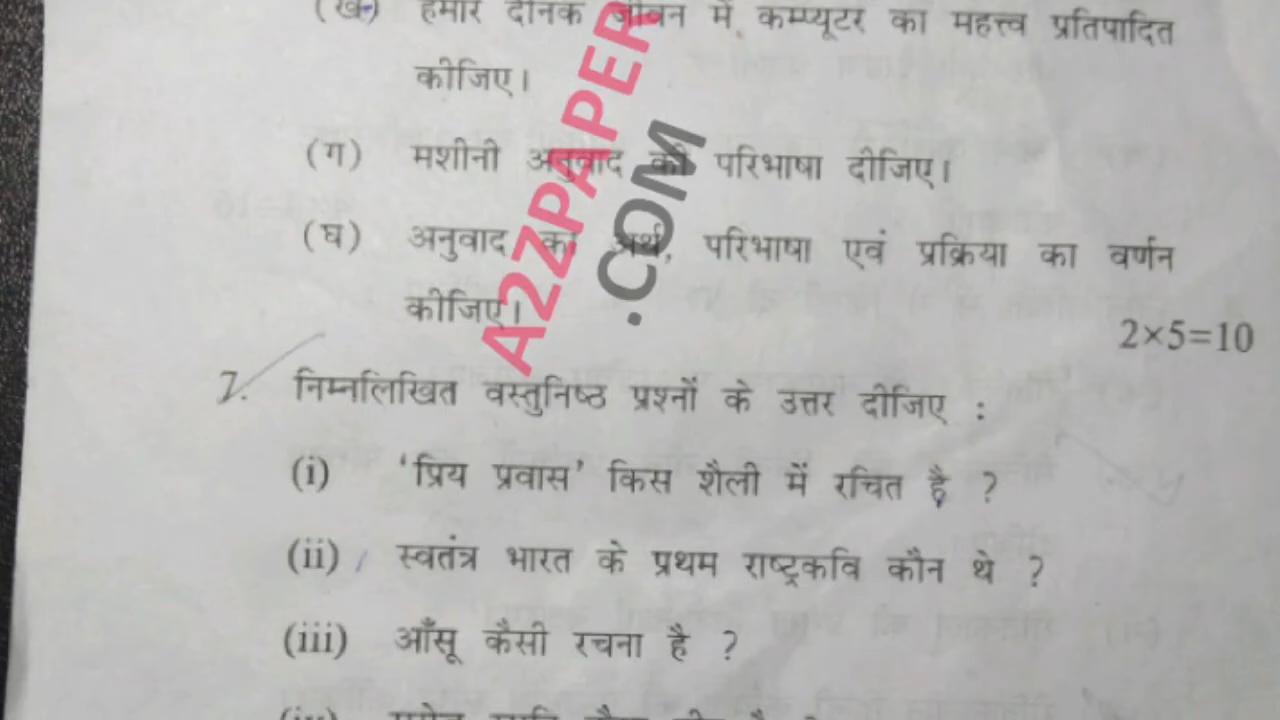 (ख) हमारे दैनिक जीवन में कम्प्यूटर का महत्त्व प्रतिपादित
कीजिए।
(ग) मशीनी अनुवाद की परिभाषा दीजिए।
(घ) अनुवाद का अर्थ, परिभाषा एवं प्रक्रिया का वर्णन
कीजिए।
2×5=10
7. निम्नलिखित वस्तुनिष्ठ प्रश्नों के उत्तर दीजिए :
(i) 'प्रिय प्रवास' किस शैली में रचित है ?
(ii) स्वतंत्र भारत के प्रथम राष्ट्रकवि कौन थे ?
(iii) आँसू कैसी रचना है ?
A2ZPAPER
.COM